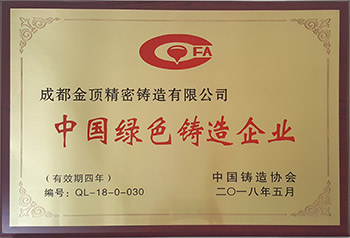 CFA
成都金顶精密铸造有限公司
中国绿色铸造企业
(有效期四年)
编号：QL-18-0-030
中国铸造协会
二〇一八年五月